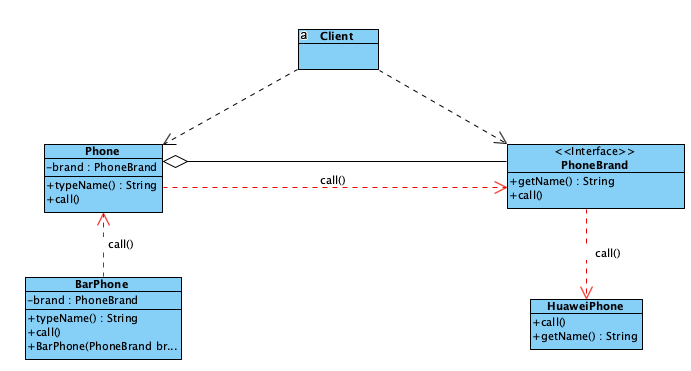 a Client
Phone
-brand : PhoneBrand
+typeName() : String
+call()
<<Interface>>
PhoneBrand
+getName() : String
+call()
call()
call()
call()
BarPhone
-brand : PhoneBrand
+typeName() : String
+call()
+BarPhone(PhoneBrand br...
HuaweiPhone
+call()
+getName() : String